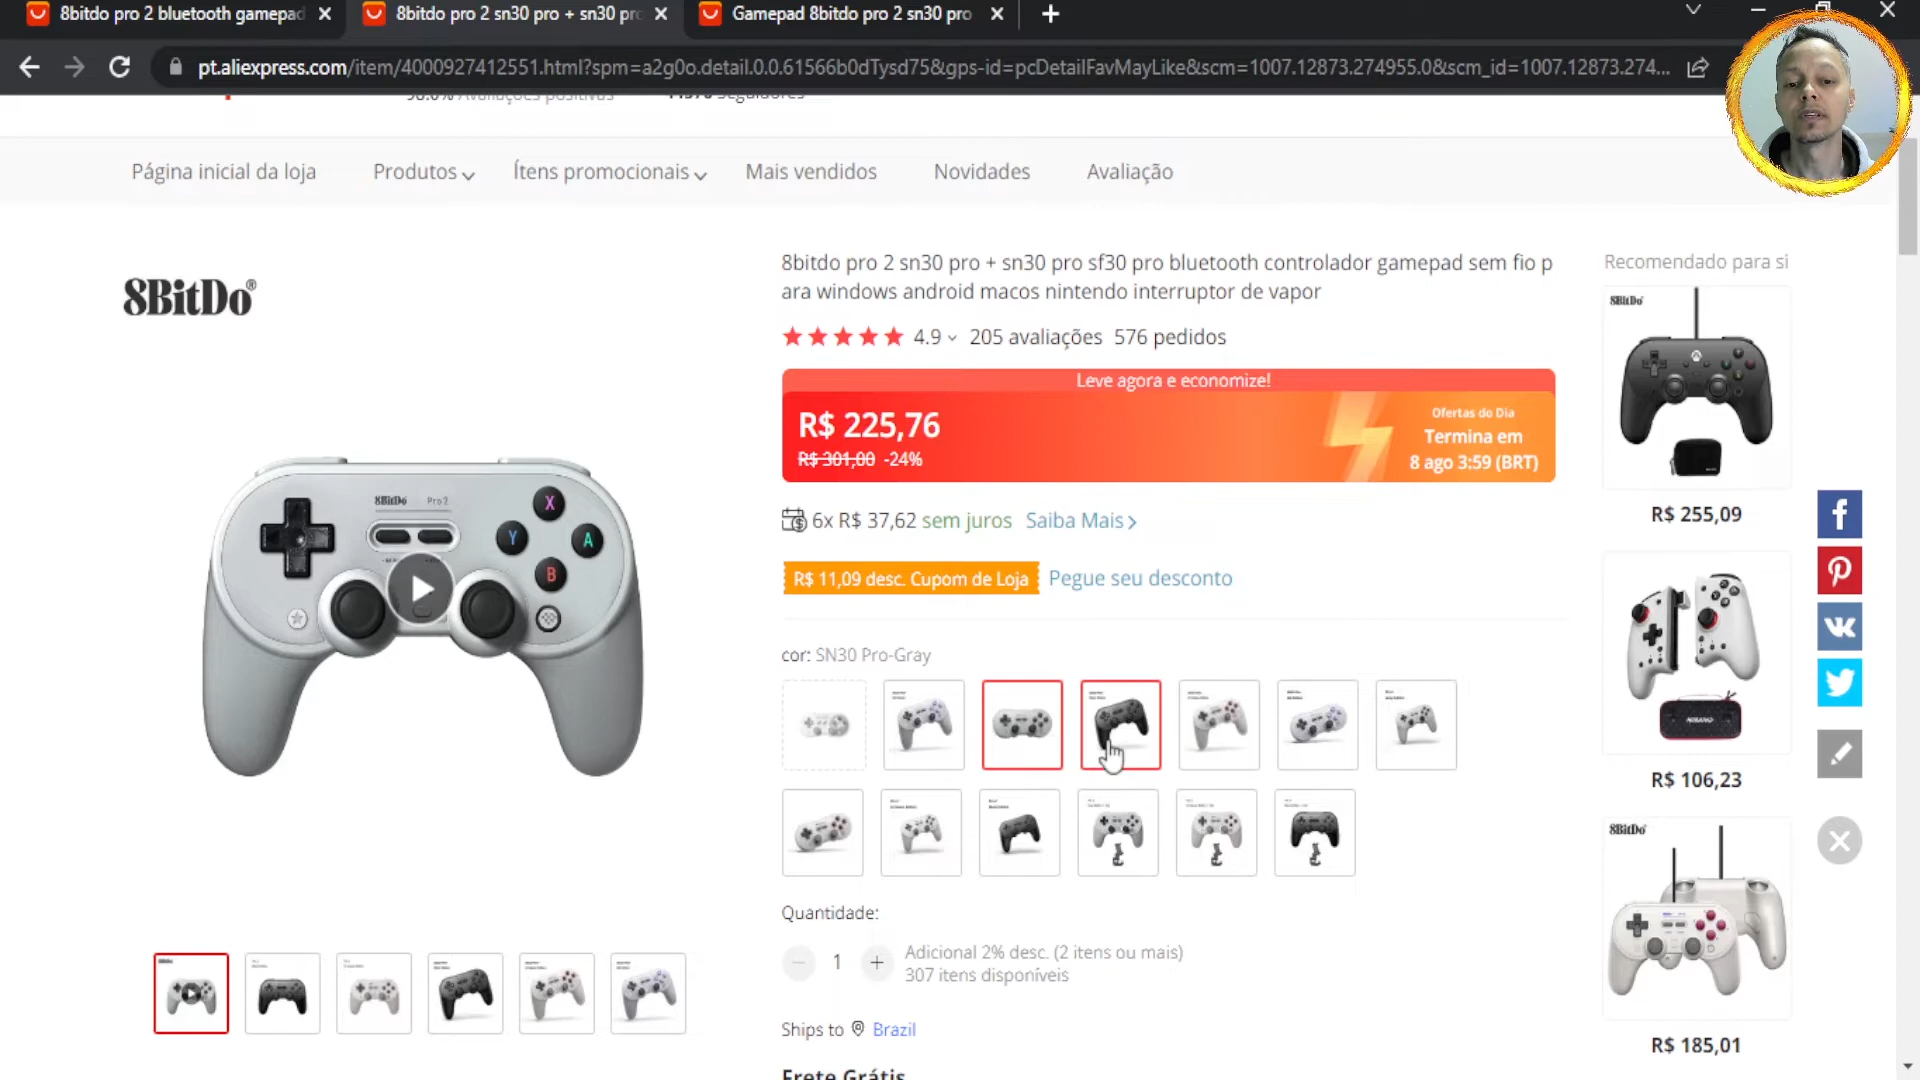 8bitdo pro 2 bluetooth gamepad
8bitdo pro 2 sn30 pro + sn30 pro
Gamepad 8bitdo pro 2 sn30 pro
pt.aliexpress.com/item/4000927412551.html?spm=a2g0o.detail.0.0.61566b0dTysd75&gps-id=pcDetailFavMayLike&scm=1007.12873.274955.0&scm_id=1007.12873.274...
Página inicial da loja
Produtos
Ítens promocionais
Mais vendidos
Novidades
Avaliação
8BitDo®
8bitdo pro 2 sn30 pro + sn30 pro sf30 pro bluetooth controlador gamepad sem fio p
ara windows android macos nintendo interruptor de vapor
4.9 205 avaliações 576 pedidos
Leve agora e economize!
R$ 225,76
R$ 301,00 -24%
Ofertas do Dia
Termina em
8 ago 3:59 (BRT)
6x R$ 37,62 sem juros Saiba Mais
R$ 11,09 desc. Cupom de Loja Pegue seu desconto
cor: SN30 Pro-Gray
Quantidade:
1
Adicional 2% desc. (2 itens ou mais)
307 itens disponíveis
Ships to Brazil
Frete Grátis
8BitDo Pro 2
X
Y
A
B
Recomendado para si
8BitDo
R$ 255,09
R$ 106,23
8BitDo
R$ 185,01